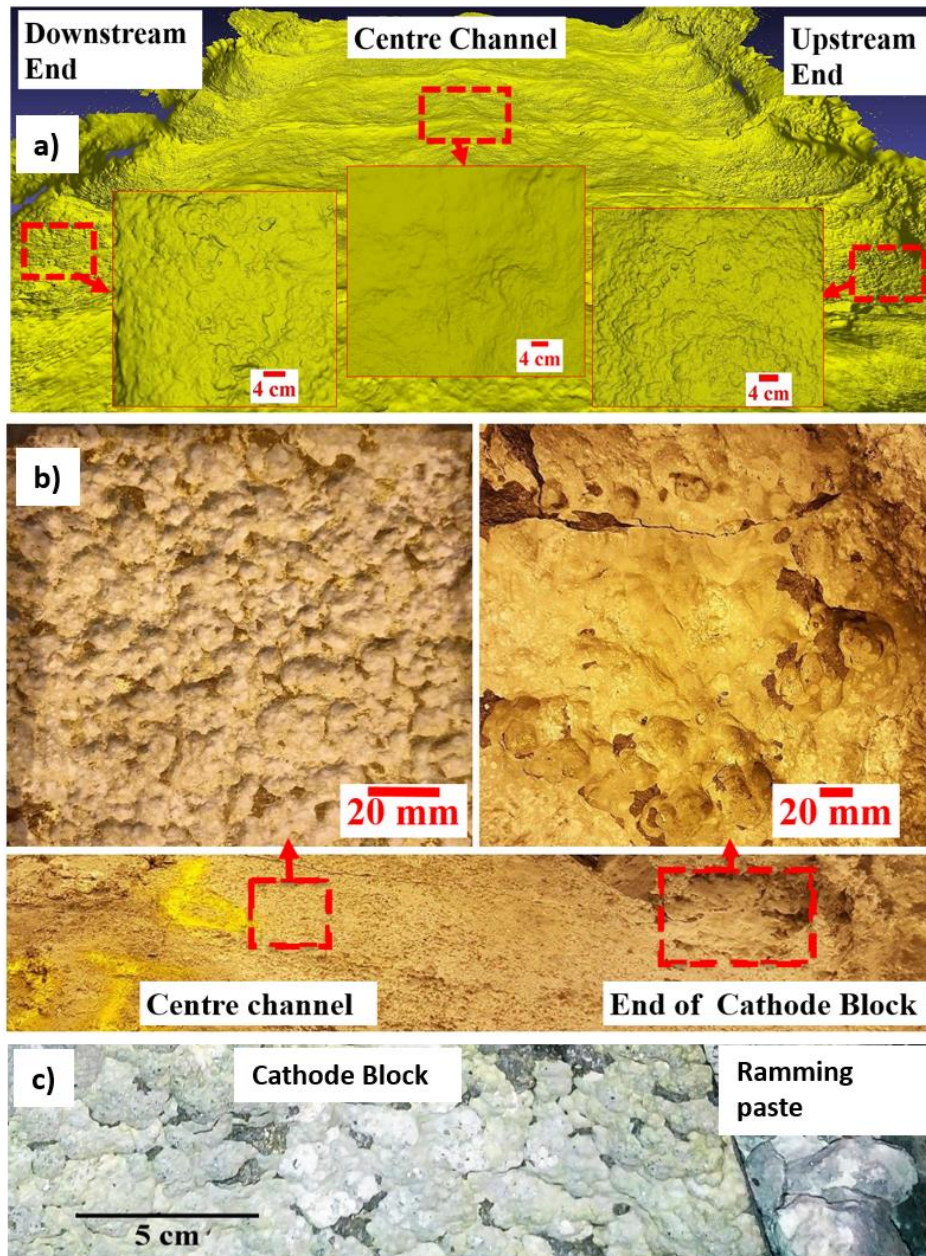 Downstream
End
Centre Channel
Upstream
End
a)
4 cm
4 cm
4 cm
b)
20 mm
20 mm
Centre channel
End of Cathode Block
c)
Cathode Block
Ramming
paste
5 cm